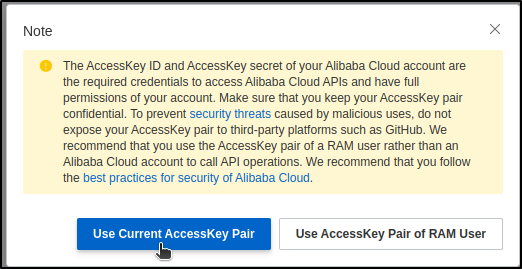 Note
The AccessKey ID and AccessKey secret of your Alibaba Cloud account are
the required credentials to access Alibaba Cloud APIs and have full
permissions of your account. Make sure that you keep your AccessKey pair
confidential. To prevent security threats caused by malicious uses, do not
expose your AccessKey pair to third-party platforms such as GitHub. We
recommend that you use the AccessKey pair of a RAM user rather than an
Alibaba Cloud account to call API operations. We recommend that you follow
the best practices for security of Alibaba Cloud.
Use Current AccessKey Pair
Use AccessKey Pair of RAM User